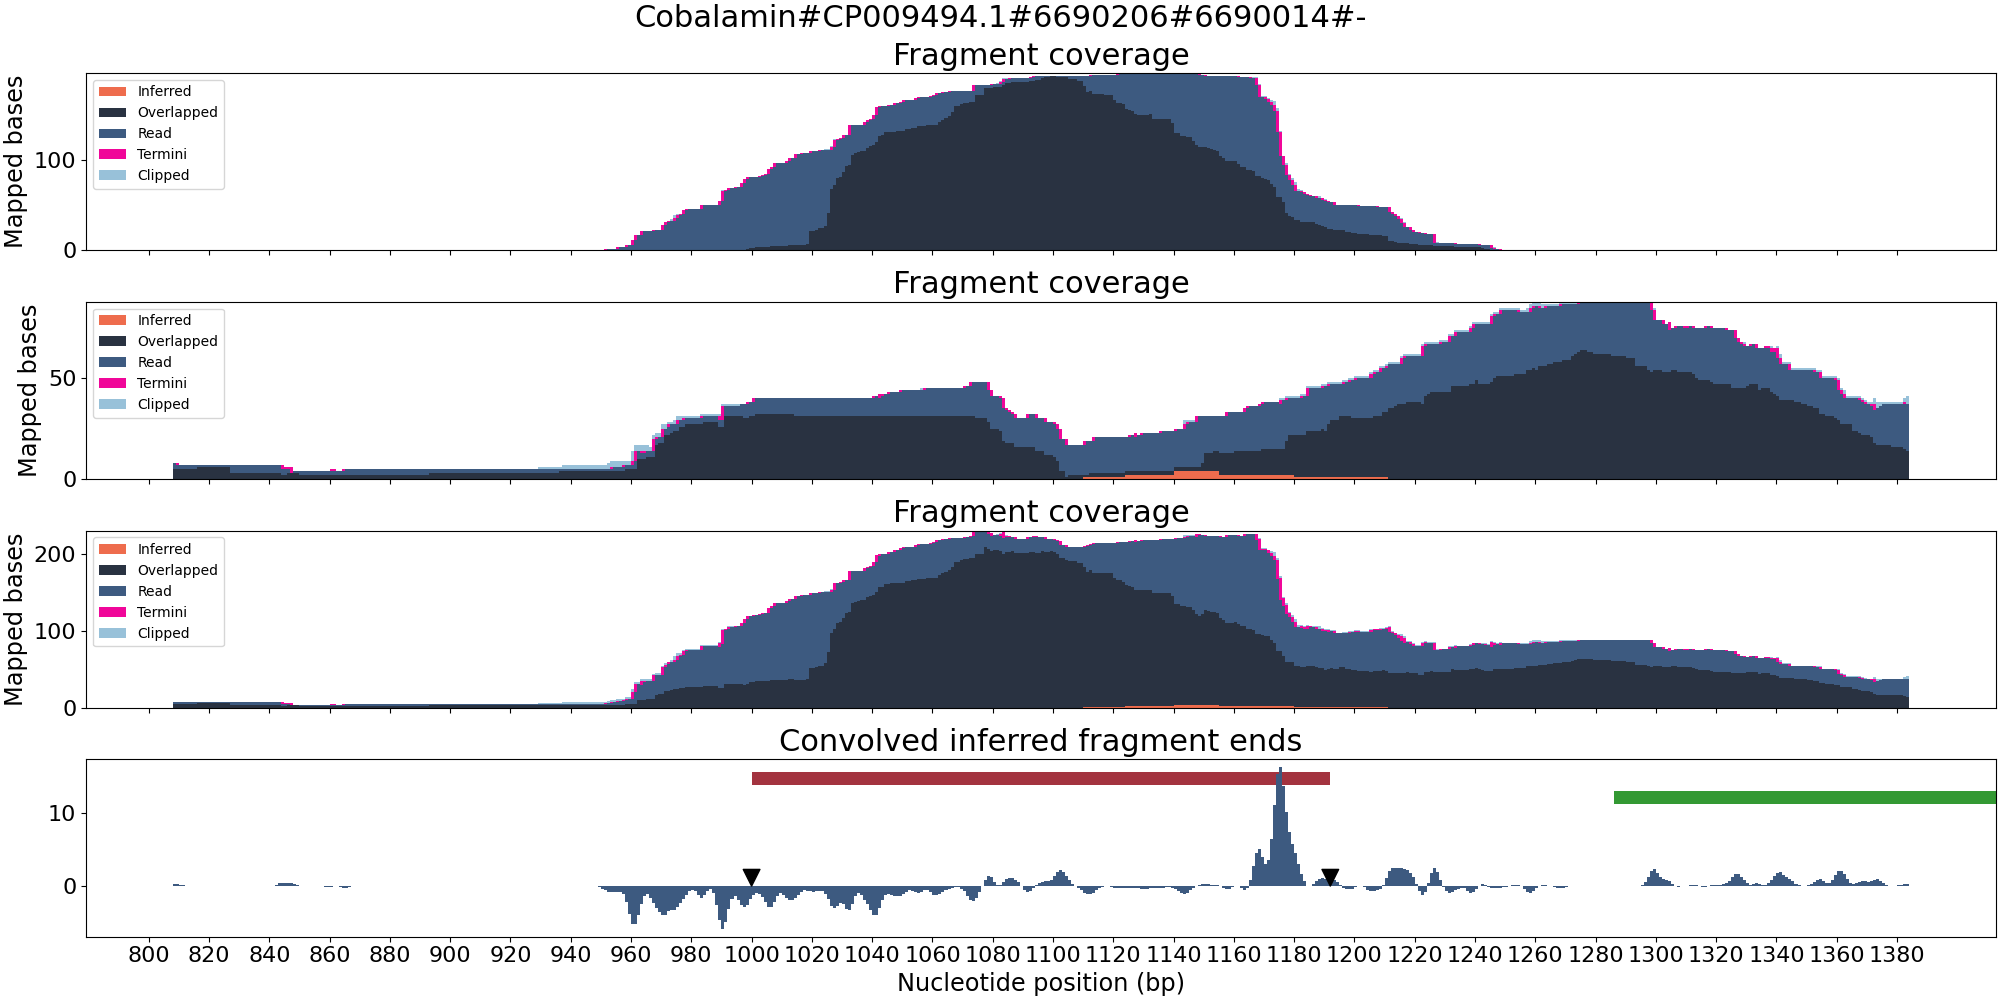 Cobalamin#CP009494.1#6690206#6690014#-
Fragment coverage
Mapped bases
100
0
Inferred
Overlapped
Read
Termini
Clipped
Fragment coverage
Mapped bases
50
0
Inferred
Overlapped
Read
Termini
Clipped
Fragment coverage
Mapped bases
200
100
0
Inferred
Overlapped
Read
Termini
Clipped
Convolved inferred fragment ends
10
0
800 820 840 860 880 900 920 940 960 980 1000 1020 1040 1060 1080 1100 1120 1140 1160 1180 1200 1220 1240 1260 1280 1300 1320 1340 1360 1380
Nucleotide position (bp)